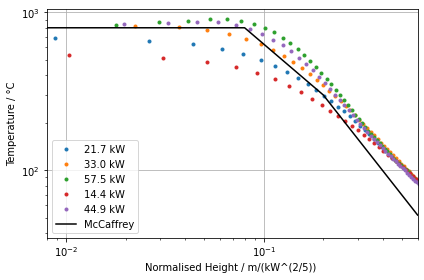 10³
Temperature / °C
10²
21.7 kW
33.0 kW
57.5 kW
14.4 kW
44.9 kW
McCaffrey
10⁻²
10⁻¹
Normalised Height / m/(kW^(2/5))